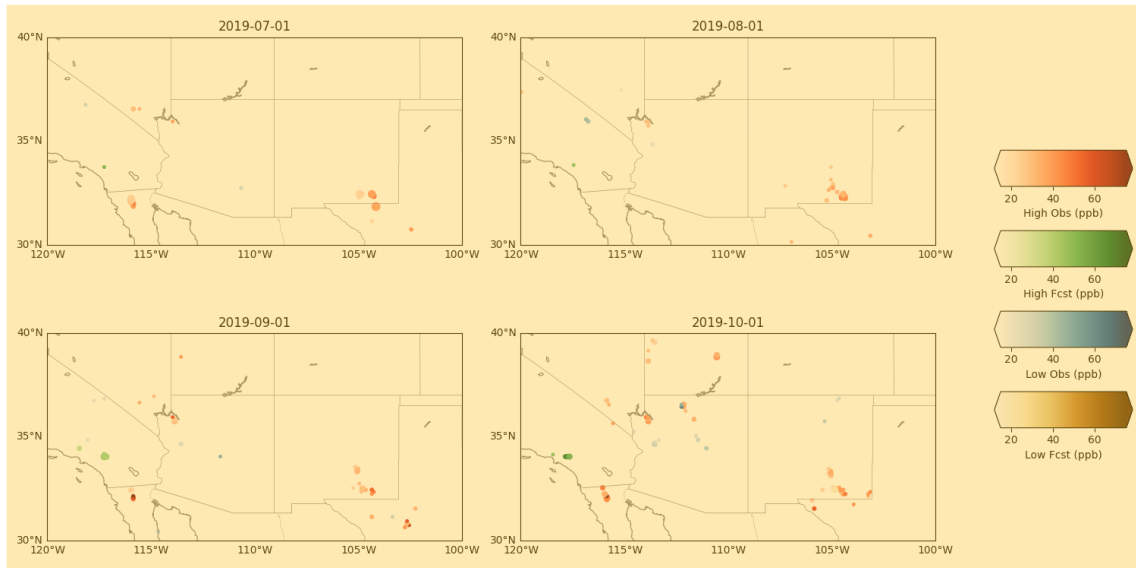 2019-07-01
40°N
35°N
30°N
120°W 115°W 110°W 105°W 100°W
2019-08-01
40°N
35°N
30°N
120°W 115°W 110°W 105°W 100°W
2019-09-01
40°N
35°N
30°N
120°W 115°W 110°W 105°W 100°W
2019-10-01
40°N
35°N
30°N
120°W 115°W 110°W 105°W 100°W
20 40 60
High Obs (ppb)
20 40 60
High Fcst (ppb)
20 40 60
Low Obs (ppb)
20 40 60
Low Fcst (ppb)